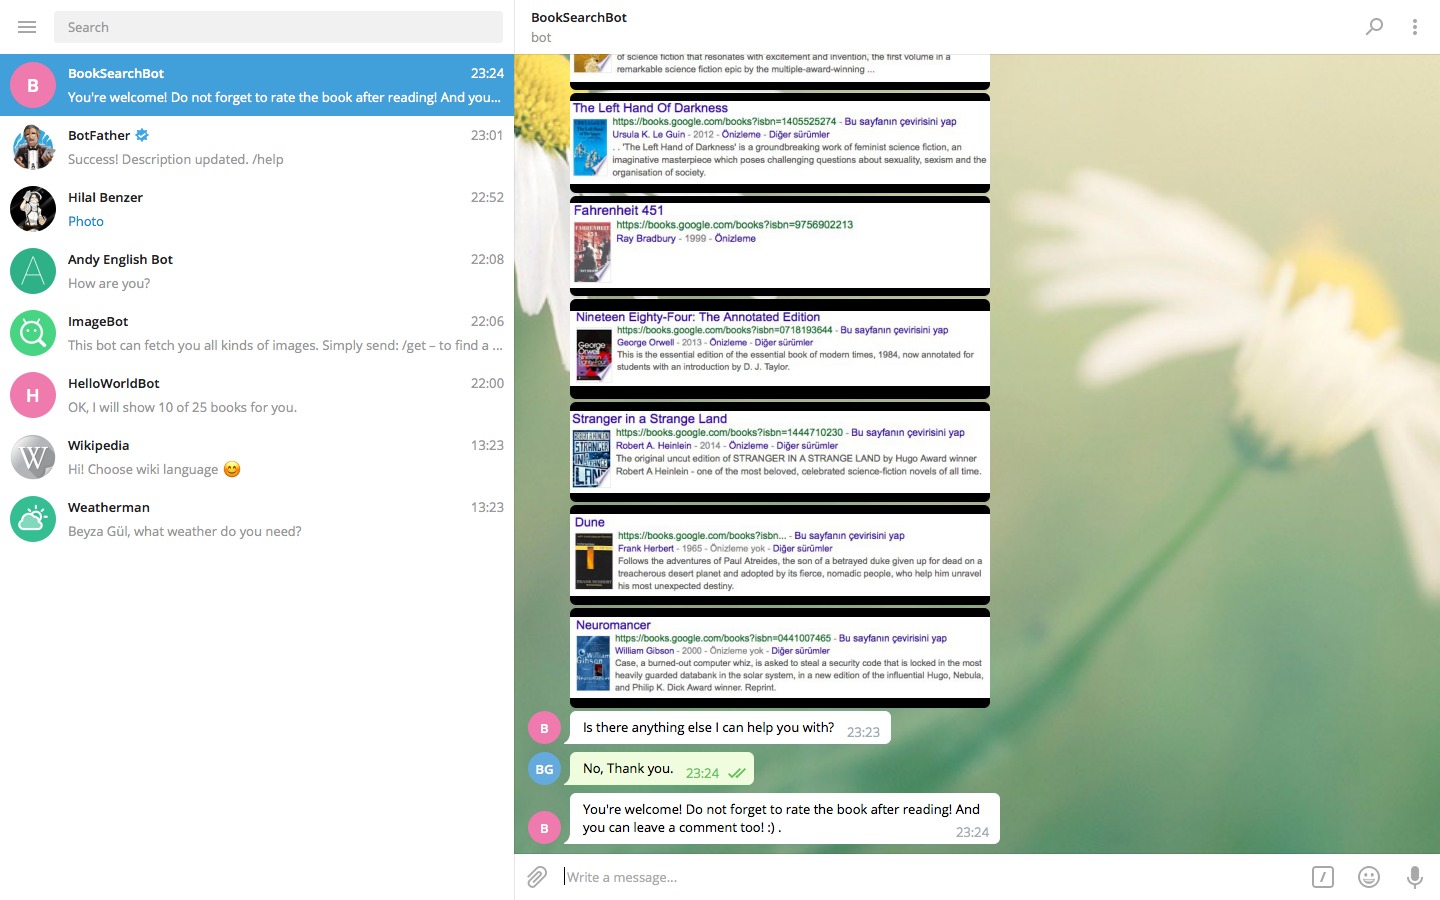 Search
B
BookSearchBot 23:24
You're welcome! Do not forget to rate the book after reading! And you...
BotFather 23:01
Success! Description updated. /help
Hilal Benzer 22:52
Photo
A
Andy English Bot 22:08
How are you?
ImageBot 22:06
This bot can fetch you all kinds of images. Simply send: /get – to find a ...
H
HelloWorldBot 22:00
OK, I will show 10 of 25 books for you.
W
Wikipedia 13:23
Hi! Choose wiki language 😊
Weatherman 13:23
Beyza Gül, what weather do you need?
BookSearchBot
bot
of science fiction that resonates with excitement and invention, the first volume in a
remarkable science fiction epic by the multiple-award-winning ...
The Left Hand Of Darkness
https://books.google.com/books?isbn=1405525274 - Bu sayfanın çevirisini yap
Ursula K. Le Guin - 2012 - Önizleme - Diğer sürümler
. . 'The Left Hand of Darkness' is a groundbreaking work of feminist science fiction, an
imaginative masterpiece which poses challenging questions about sexuality, sexism and the
organisation of society.
Fahrenheit 451
https://books.google.com/books?isbn=9756902213
Ray Bradbury - 1999 - Önizleme
FAHRENHEIT
451
Nineteen Eighty-Four: The Annotated Edition
https://books.google.com/books?isbn=0718193644 - Bu sayfanın çevirisini yap
George Orwell - 2013 - Önizleme - Diğer sürümler
This is the essential edition of the essential book of modern times, 1984, now annotated for
students with an introduction by D. J. Taylor.
George
Orwell
Stranger in a Strange Land
https://books.google.com/books?isbn=1444710230 - Bu sayfanın çevirisini yap
Robert A. Heinlein - 2014 - Önizleme - Diğer sürümler
The original uncut edition of STRANGER IN A STRANGE LAND by Hugo Award winner
Robert A Heinlein - one of the most beloved, celebrated science-fiction novels of all time.
STRANGER
IN A
LAND
Dune
https://books.google.com/books?isbn... - Bu sayfanın çevirisini yap
Frank Herbert - 1965 - Önizleme yok - Diğer sürümler
Follows the adventures of Paul Atreides, the son of a betrayed duke given up for dead on a
treacherous desert planet and adopted by its fierce, nomadic people, who help him unravel
his most unexpected destiny.
Neuromancer
https://books.google.com/books?isbn=0441007465 - Bu sayfanın çevirisini yap
William Gibson - 2000 - Önizleme yok - Diğer sürümler
Case, a burned-out computer whiz, is asked to steal a security code that is locked in the most
heavily guarded databank in the solar system, in a new edition of the influential Hugo, Nebula,
and Philip K. Dick Award winner. Reprint.
William
Gibson
B
Is there anything else I can help you with? 23:23
BG
No, Thank you. 23:24
B
You're welcome! Do not forget to rate the book after reading! And
you can leave a comment too! :) . 23:24
Write a message...
/